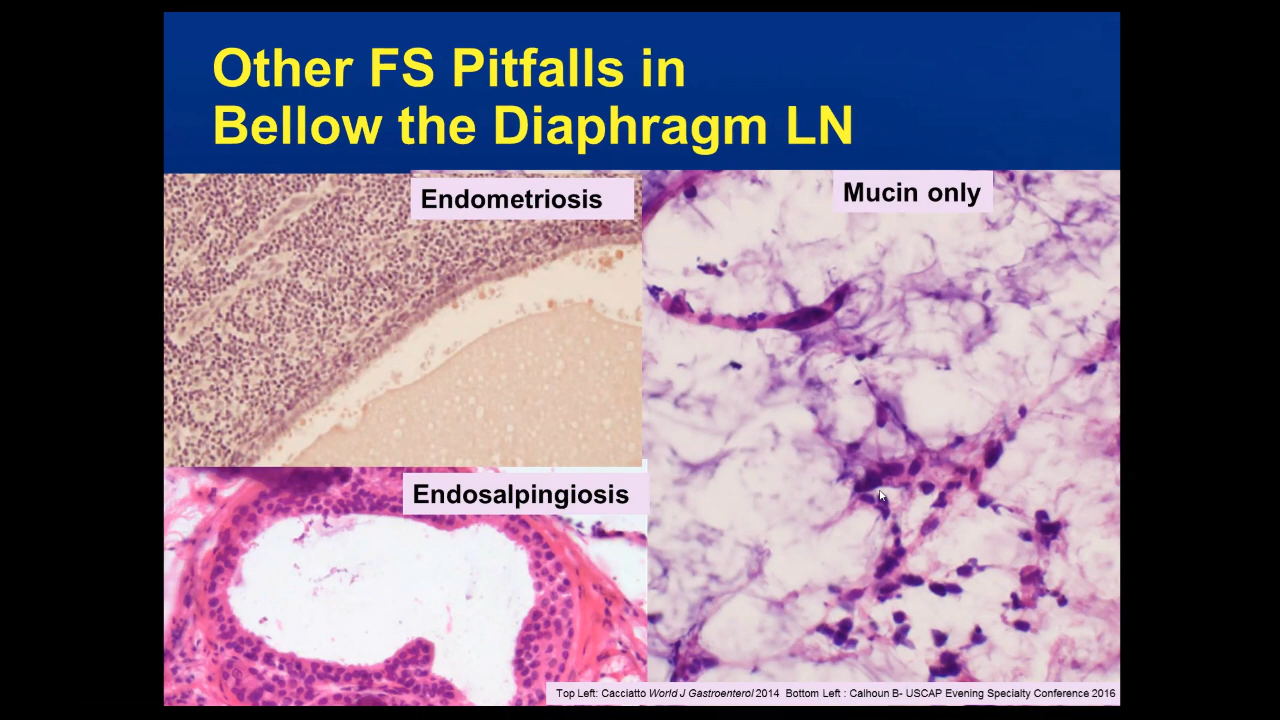 Other FS Pitfalls in
Bellow the Diaphragm LN
Endometriosis
Mucin only
Endosalpingiosis
Top Left: Cacciatto World J Gastroenterol 2014  Bottom Left : Calhoun B- USCAP Evening Specialty Conference 2016